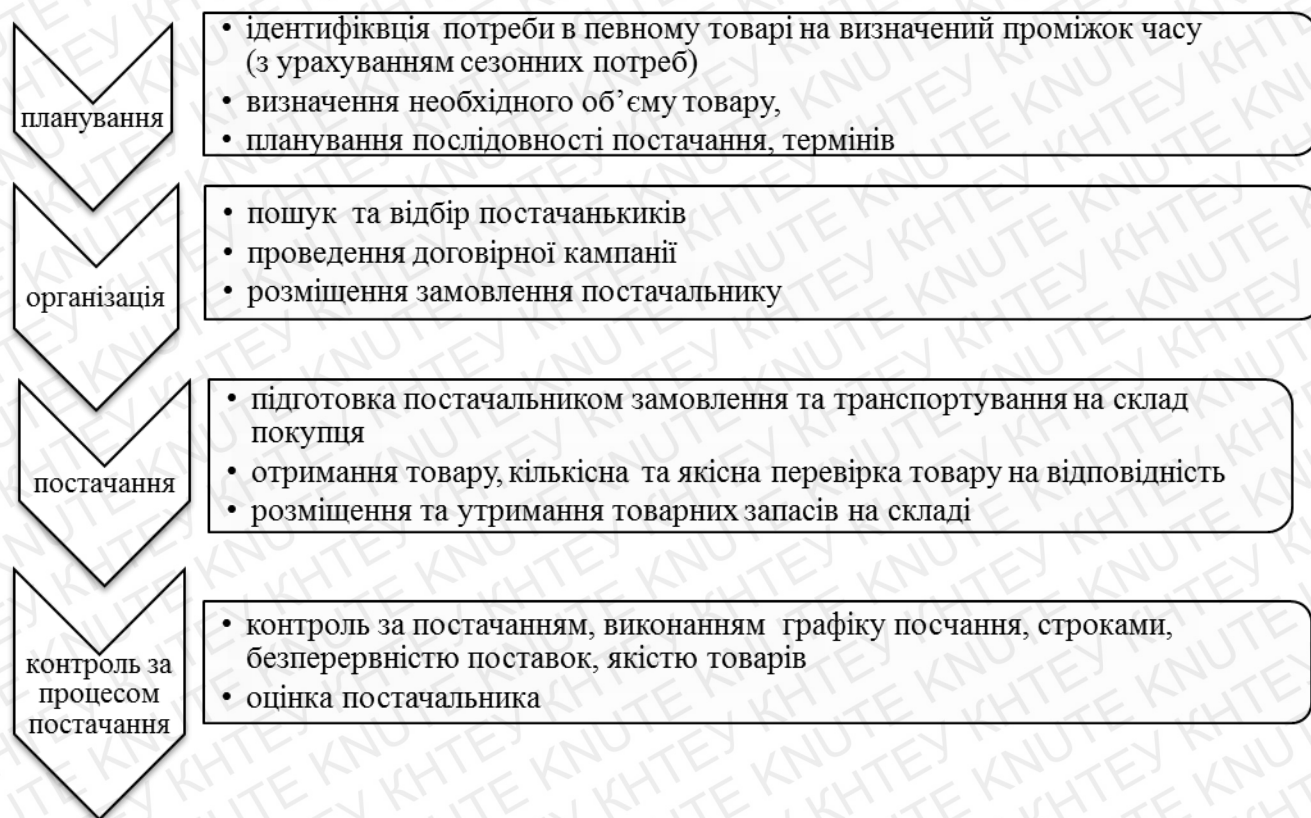 планування
• ідентифіквція потреби в певному товарі на визначений проміжок часу
(з урахуванням сезонних потреб)
• визначення необхідного об’єму товару,
• планування послідовності постачання, термінів
організація
• пошук та відбір постачанькиків
• проведення договірної кампанії
• розміщення замовлення постачальнику
постачання
• підготовка постачальником замовлення та транспортування на склад
покупця
• отримання товару, кількісна та якісна перевірка товару на відповідність
• розміщення та утримання товарних запасів на складі
контроль за
процесом
постачання
• контроль за постачанням, виконанням графіку посчання, строками,
безперервністю поставок, якістю товарів
• оцінка постачальника